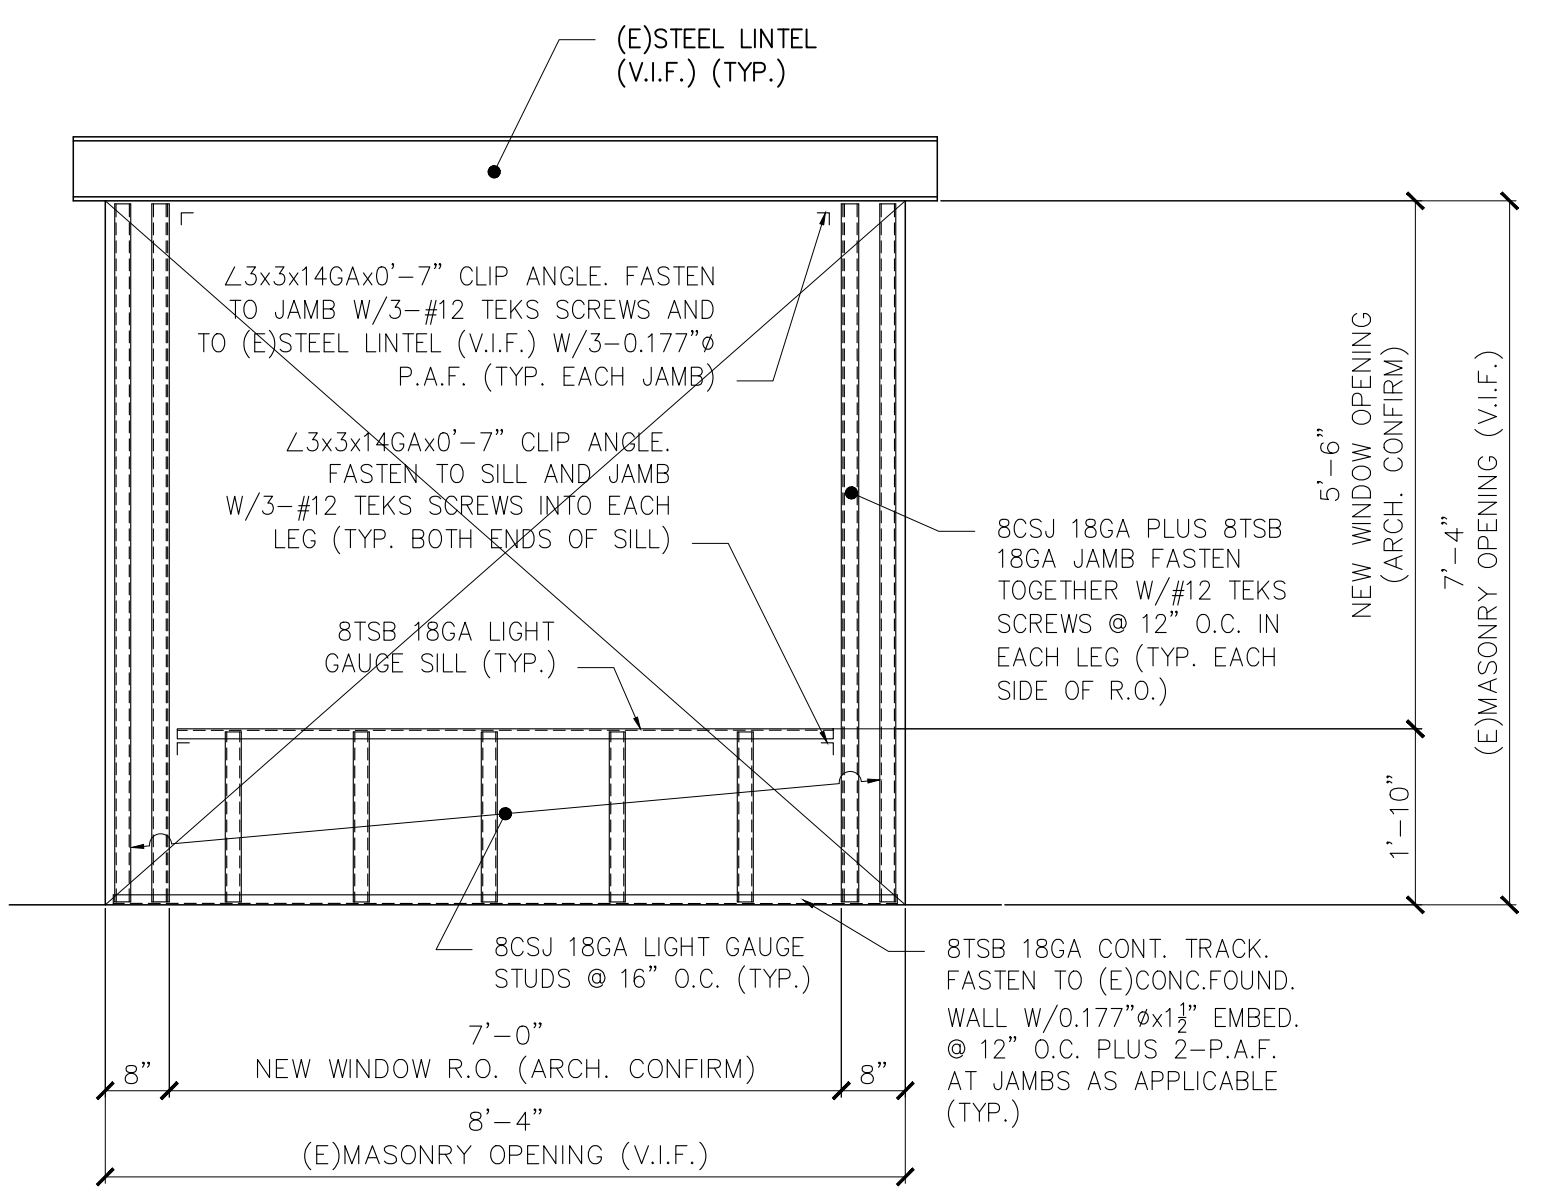 (E)STEEL LINTEL
(V.I.F.) (TYP.)
∠3x3x14GAx0'-7" CLIP ANGLE. FASTEN
TO JAMB W/3-#12 TEKS SCREWS AND
TO (E)STEEL LINTEL (V.I.F.) W/3-0.177"ø
P.A.F. (TYP. EACH JAMB)
∠3x3x14GAx0'-7" CLIP ANGLE.
FASTEN TO SILL AND JAMB
W/3-#12 TEKS SCREWS INTO EACH
LEG (TYP. BOTH ENDS OF SILL)
8TSB 18GA LIGHT
GAUGE SILL (TYP.)
8CSJ 18GA PLUS 8TSB
18GA JAMB FASTEN
TOGETHER W/#12 TEKS
SCREWS @ 12" O.C. IN
EACH LEG (TYP. EACH
SIDE OF R.O.)
5'-6"
NEW WINDOW OPENING
(ARCH. CONFIRM)
7'-4"
(E)MASONRY OPENING (V.I.F.)
1'-10"
8CSJ 18GA LIGHT GAUGE
STUDS @ 16" O.C. (TYP.)
8TSB 18GA CONT. TRACK.
FASTEN TO (E)CONC.FOUND.
WALL W/0.177"øx1½" EMBED.
@ 12" O.C. PLUS 2-P.A.F.
AT JAMBS AS APPLICABLE
(TYP.)
7'-0"
NEW WINDOW R.O. (ARCH. CONFIRM)
8"
8"
8'-4"
(E)MASONRY OPENING (V.I.F.)